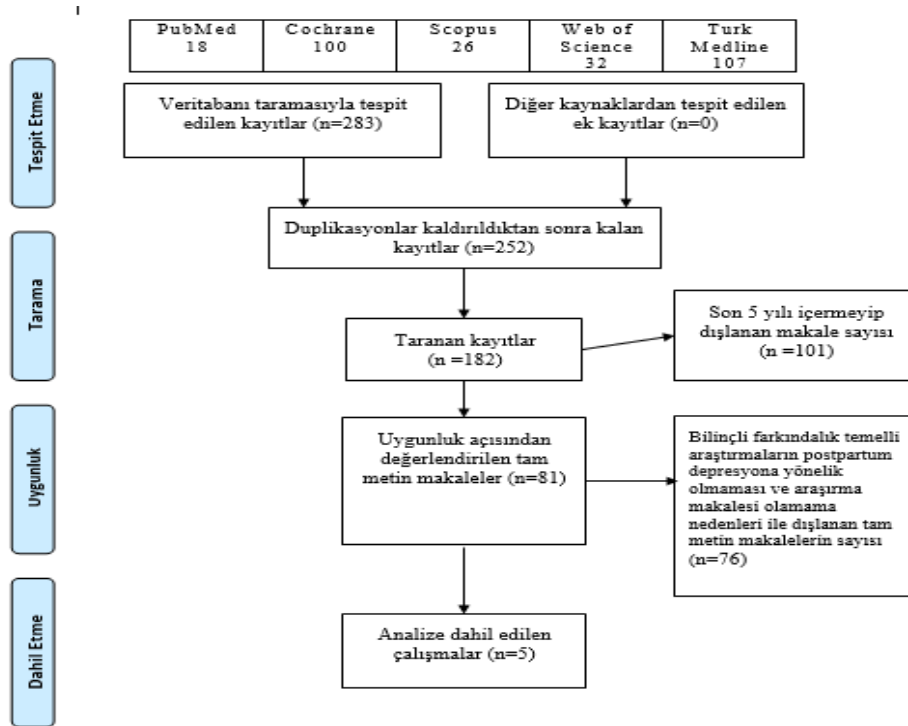 PubMed
18
Cochrane
100
Scopus
26
Web of
Science
32
Turk
Medline
107
Tespit Etme
Veritabanı taramasıyla tespit
edilen kayıtlar (n=283)
Diğer kaynaklardan tespit edilen
ek kayıtlar (n=0)
Duplikasyonlar kaldırıldıktan sonra kalan
kayıtlar (n=252)
Tarama
Taranan kayıtlar
(n =182)
Son 5 yılı içermeyip
dışlanan makale sayısı
(n =101)
Uygunluk
Uygunluk açısından
değerlendirilen tam
metin makaleler (n=81)
Bilinçli farkındalık temelli
araştırmaların postpartum
depresyona yönelik
olmaması ve araşırma
makalesi olamama
nedenleri ile dışlanan tam
metin makalelerin sayısı
(n=76)
Dahil Etme
Analize dahil edilen
çalışmalar (n=5)